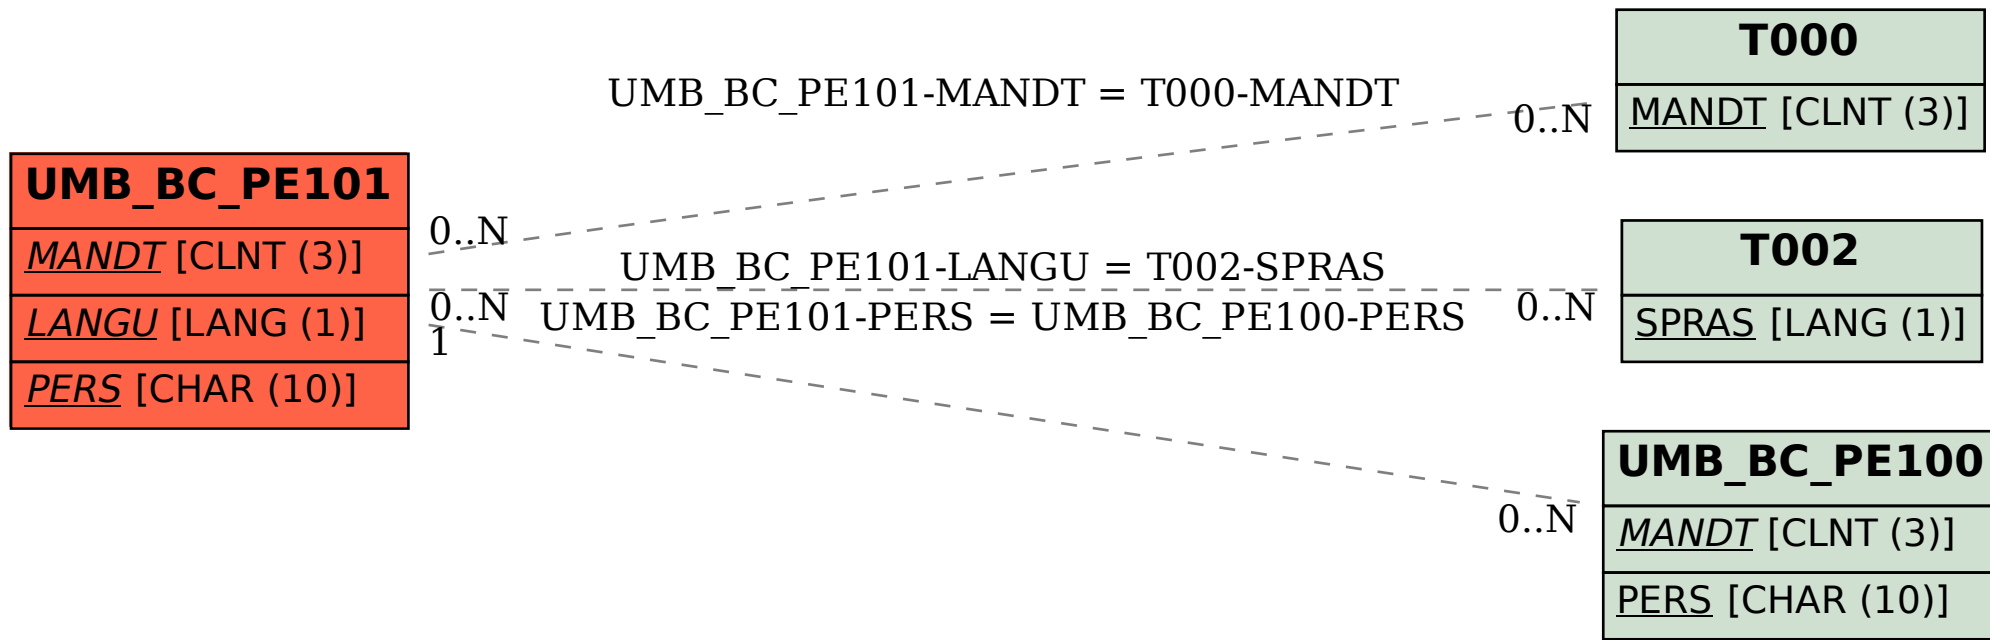 UMB_BC_PE101
MANDT [CLNT (3)]
LANGU [LANG (1)]
PERS [CHAR (10)]
UMB_BC_PE101-MANDT = T000-MANDT
0..N
0..N
UMB_BC_PE101-LANGU = T002-SPRAS
0..N
0..N
UMB_BC_PE101-PERS = UMB_BC_PE100-PERS
1
0..N
T000
MANDT [CLNT (3)]
T002
SPRAS [LANG (1)]
UMB_BC_PE100
MANDT [CLNT (3)]
PERS [CHAR (10)]